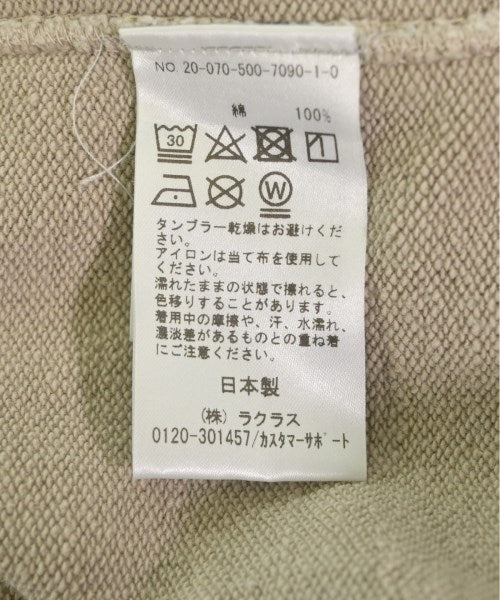 NO. 20-070-500-7090-1-0
綿 100%
30
W
タンブラー乾燥はお避けくだ
さい。
アイロンは当て布を使用して
ください。
濡れたままの状態で擦れると、
色移りすることがあります。
着用中の摩擦や、汗、水濡れ、
濃淡差があるものとの重ね着
にご注意ください。
日本製
(株) ラクラス
0120-301457/ｶｽﾀﾏｰｻﾎﾟｰﾄ